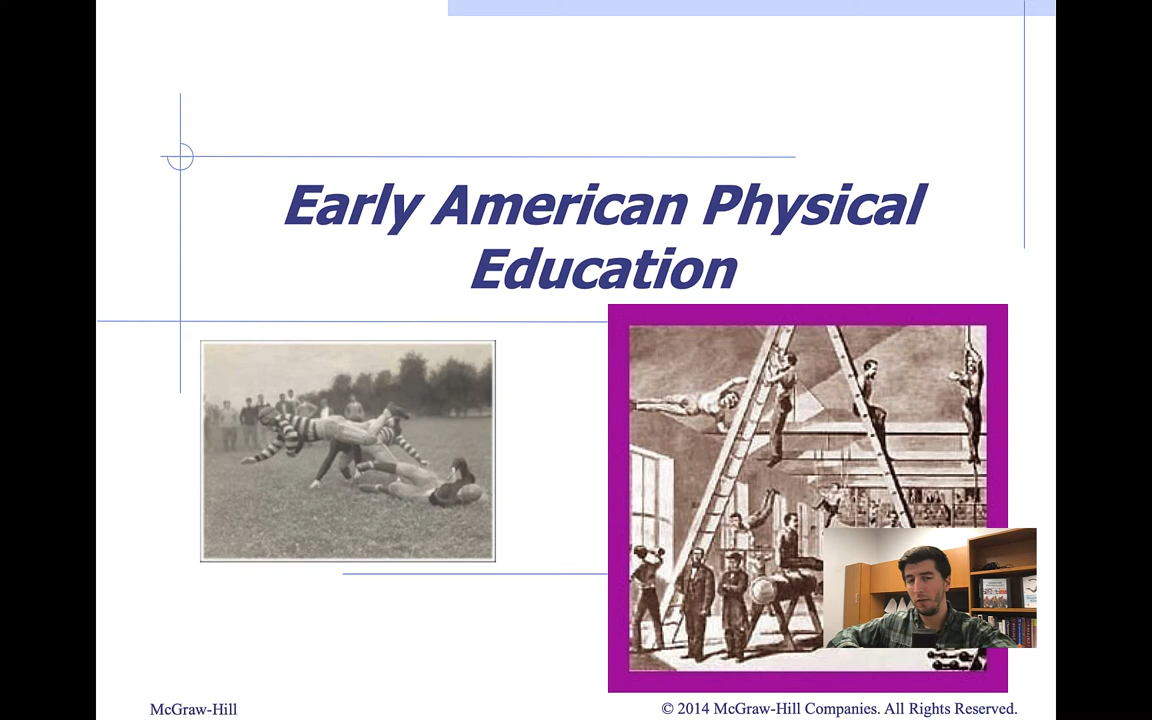 Early American Physical
Education
McGraw-Hill
© 2014 McGraw-Hill Companies. All Rights Reserved.